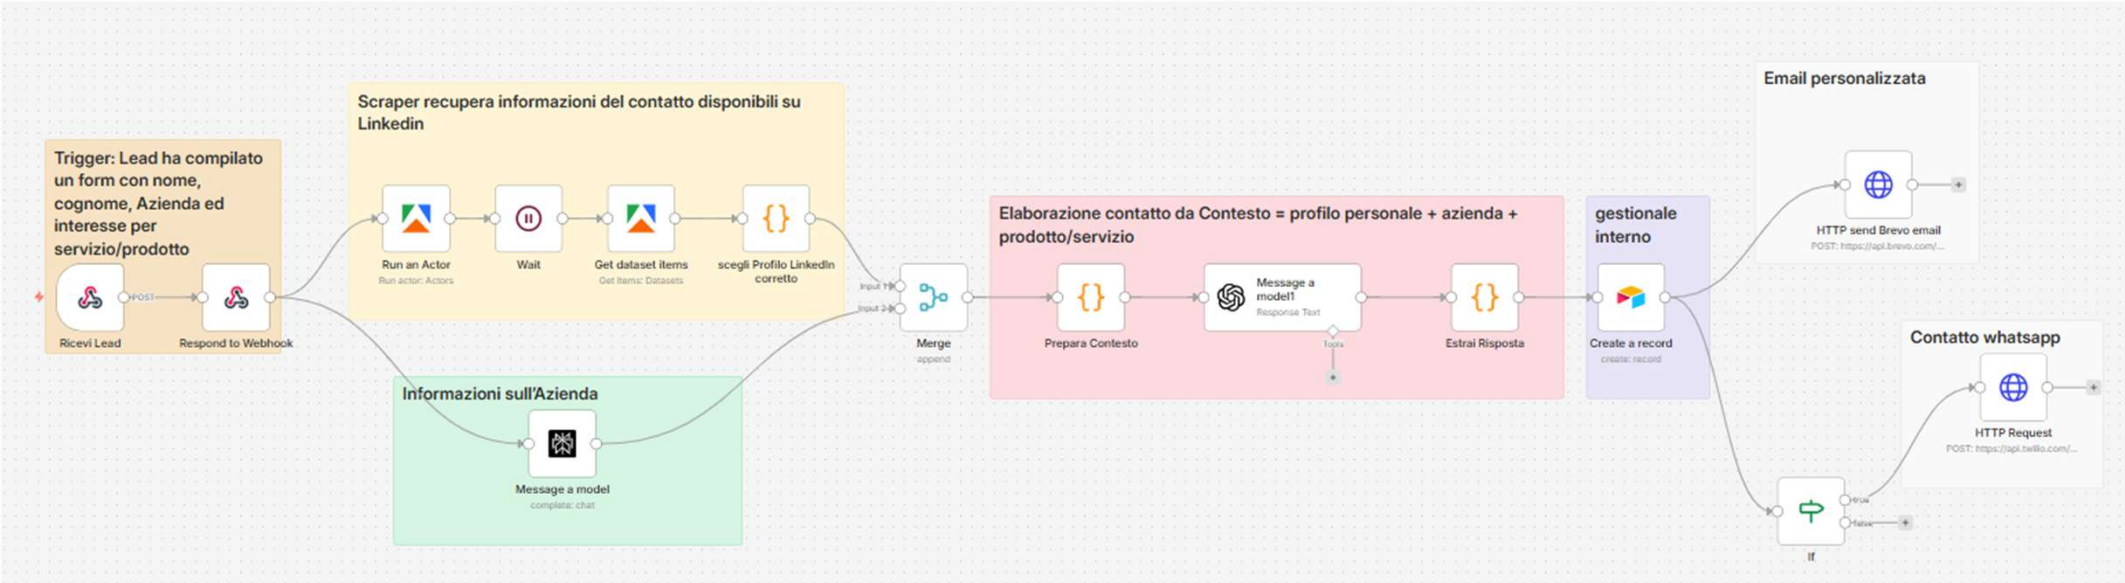 Trigger: Lead ha compilato
un form con nome,
cognome, Azienda ed
interesse per
servizio/prodotto
POST
Ricevi Lead
Respond to Webhook
Scraper recupera informazioni del contatto disponibili su
Linkedin
Run an Actor
Run actor: Actors
Wait
Get dataset items
Get items: Datasets
scegli Profilo LinkedIn
corretto
Informazioni sull'Azienda
Message a model
complete: chat
Input 1
Input 2
Merge
append
Elaborazione contatto da Contesto = profilo personale + azienda +
prodotto/servizio
Prepara Contesto
Message a
model1
Response Text
Tools
Estrai Risposta
gestionale
interno
Create a record
create: record
Email personalizzata
HTTP send Brevo email
POST: https://api.brevo.com/...
Contatto whatsapp
HTTP Request
POST: https://api.twilio.com/...
true
false
If